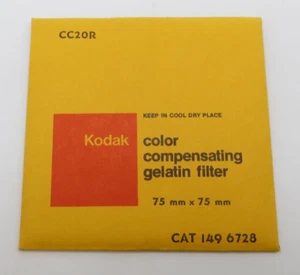 CC20R
KEEP IN COOL DRY PLACE
Kodak
color
compensating
gelatin filter
75 mm x 75 mm
CAT 149 6728